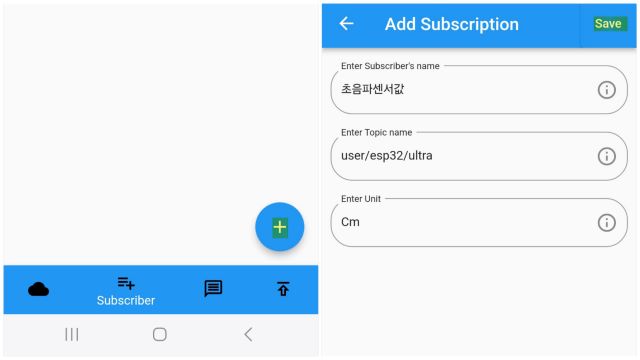 Subscriber
Add Subscription
Save
Enter Subscriber's name
초음파센서값
Enter Topic name
user/esp32/ultra
Enter Unit
Cm